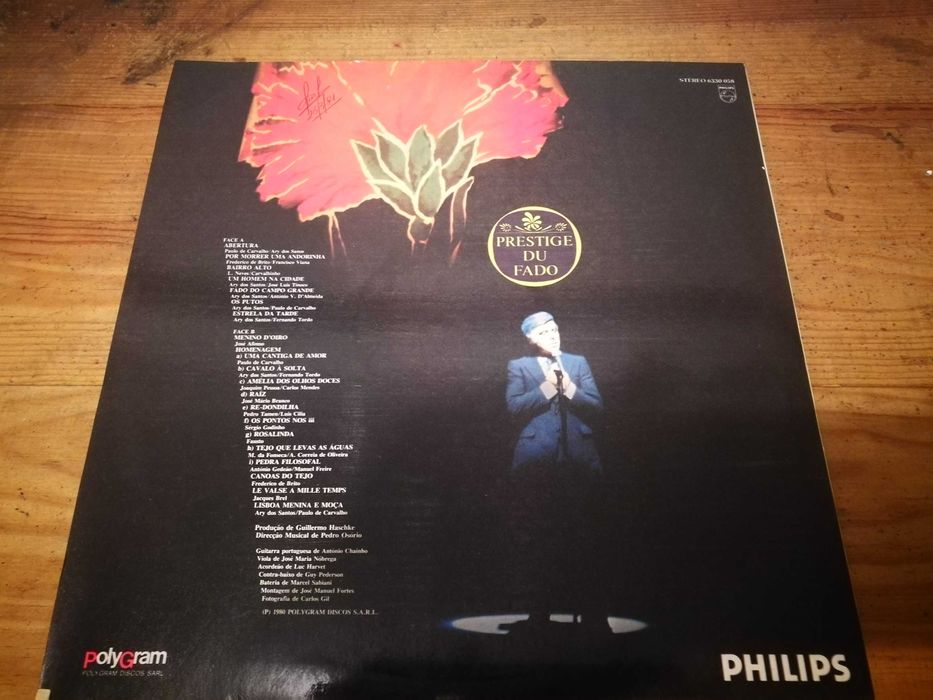 STÉREO 6330 058
PHILIPS
PRESTIGE
DU
FADO
FACE A
ABERTURA
Paulo de Carvalho/Ary dos Santos
POR MORRER UMA ANDORINHA
Frederico de Brito/Francisco Viana
BAIRRO ALTO
L. Neves/Carvalhinho
UM HOMEM NA CIDADE
Ary dos Santos/José Luis Tinoco
FADO DO CAMPO GRANDE
Ary dos Santos/Antonio V. D'Almeida
OS PUTOS
Ary dos Santos/Paulo de Carvalho
ESTRELA DA TARDE
Ary dos Santos/Fernando Tordo
FACE B
MENINO D'OIRO
José Afonso
HOMENAGEM
a) UMA CANTIGA DE AMOR
Paulo de Carvalho
b) CAVALO À SOLTA
Ary dos Santos/Fernando Tordo
c) AMÉLIA DOS OLHOS DOCES
Joaquim Pessoa/Carlos Mendes
d) RAÍZ
José Mário Branco
e) RE-DONDILHA
Pedro Tamen/Luis Cilia
f) OS PONTOS NOS iii
Sérgio Godinho
g) ROSALINDA
Fausto
h) TEJO QUE LEVAS AS ÁGUAS
M. da Fonseca/A. Correia de Oliveira
i) PEDRA FILOSOFAL
António Gedeão/Manuel Freire
CANOAS DO TEJO
Frederico de Brito
LE VALSE À MILLE TEMPS
Jacques Brel
LISBOA MENINA E MOÇA
Ary dos Santos/Paulo de Carvalho
Produção de Guillermo Haschke
Direcção Musical de Pedro Osório
Guitarra portuguesa de António Chainho
Viola de José Maria Nóbrega
Acordeão de Luc Harvet
Contra-baixo de Guy Pederson
Bateria de Marcel Sabiani
Montagem de José Manuel Fortes
Fotografia de Carlos Gil
(P) 1980 POLYGRAM DISCOS S.A.R.L.
PolyGram
POLYGRAM DISCOS SARL
PHILIPS